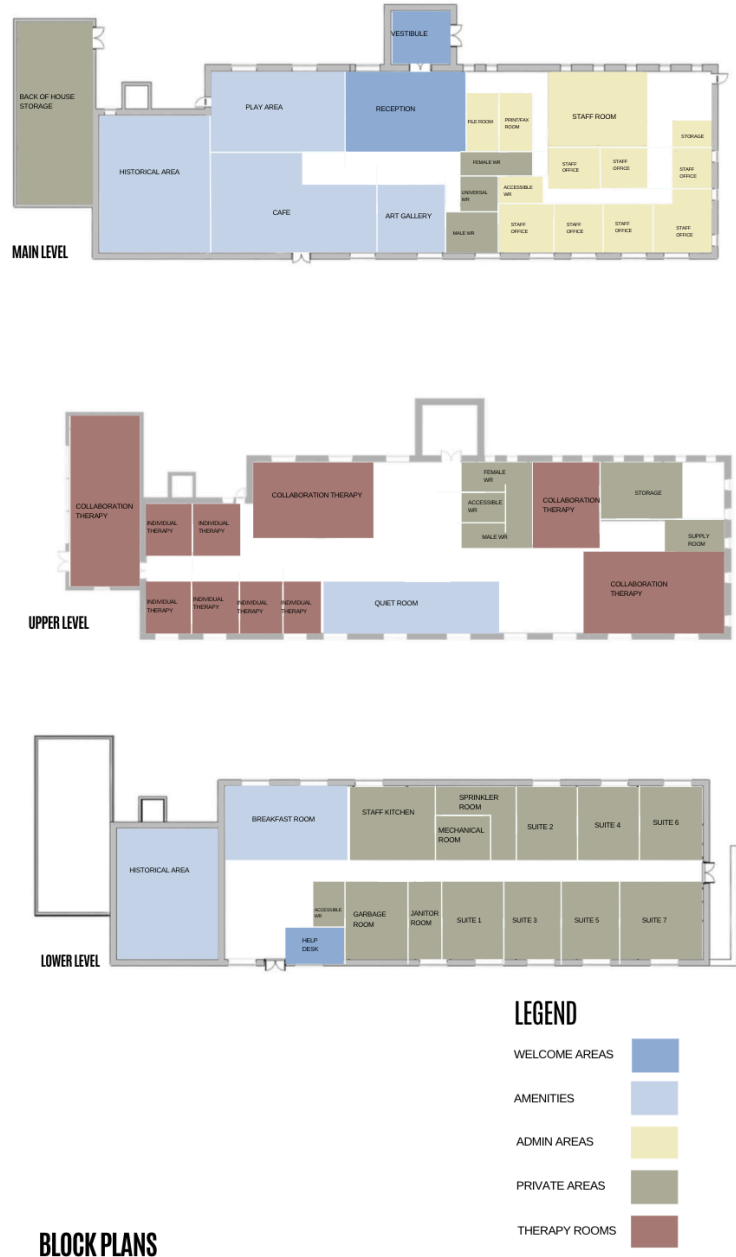 VESTIBULE
BACK OF HOUSE
STORAGE
PLAY AREA
RECEPTION
FILE ROOM
PRINT/FAX
ROOM
STAFF ROOM
STORAGE
HISTORICAL AREA
FEMALE WR
STAFF
OFFICE
STAFF
OFFICE
STAFF
OFFICE
UNIVERSAL
WR
ACCESSIBLE
WR
CAFE
ART GALLERY
MALE WR
STAFF
OFFICE
STAFF
OFFICE
STAFF
OFFICE
STAFF
OFFICE
MAIN LEVEL
COLLABORATION
THERAPY
COLLABORATION THERAPY
FEMALE
WR
ACCESSIBLE
WR
MALE WR
COLLABORATION
THERAPY
STORAGE
INDIVIDUAL
THERAPY
INDIVIDUAL
THERAPY
SUPPLY
ROOM
COLLABORATION
THERAPY
INDIVIDUAL
THERAPY
INDIVIDUAL
THERAPY
INDIVIDUAL
THERAPY
INDIVIDUAL
THERAPY
QUIET ROOM
UPPER LEVEL
BREAKFAST ROOM
STAFF KITCHEN
SPRINKLER
ROOM
MECHANICAL
ROOM
SUITE 2
SUITE 4
SUITE 6
HISTORICAL AREA
ACCESSIBLE
WR
GARBAGE
ROOM
JANITOR
ROOM
SUITE 1
SUITE 3
SUITE 5
SUITE 7
HELP
DESK
LOWER LEVEL
LEGEND
WELCOME AREAS
AMENITIES
ADMIN AREAS
PRIVATE AREAS
THERAPY ROOMS
BLOCK PLANS